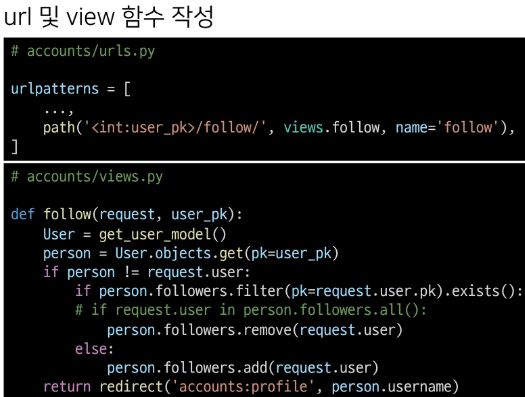 url 및 view 함수 작성
# accounts/urls.py
urlpatterns = [
    ...,
    path('<int:user_pk>/follow/', views.follow, name='follow'),
]
# accounts/views.py
def follow(request, user_pk):
    User = get_user_model()
    person = User.objects.get(pk=user_pk)
    if person != request.user:
        if person.followers.filter(pk=request.user.pk).exists():
        # if request.user in person.followers.all():
            person.followers.remove(request.user)
        else:
            person.followers.add(request.user)
    return redirect('accounts:profile', person.username)